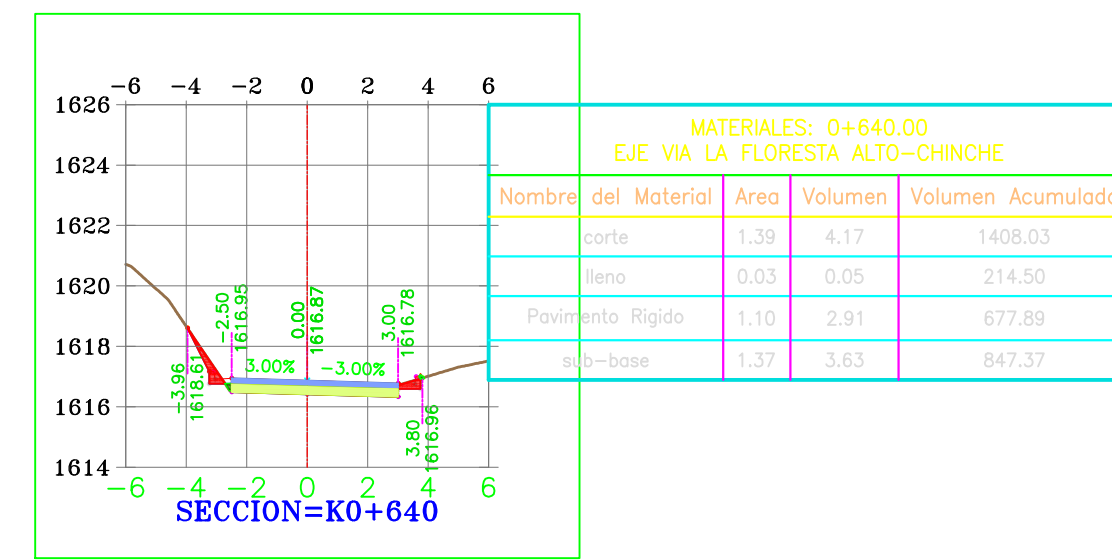 -6 -4 -2 0 2 4 6
1626
1624
1622
1620
1618
1616
1614
-2.50
1616.95
0.00
1616.87
3.00
1616.78
3.00%
-3.00%
-3.96
1618.61
3.80
1616.96
-6 -4 -2 0 2 4 6
SECCION=K0+640
MATERIALES: 0+640.00
EJE VIA LA FLORESTA ALTO-CHINCHE
Nombre del Material Area Volumen Volumen Acumulado
corte 1.39 4.17 1408.03
lleno 0.03 0.05 214.50
Pavimento Rigido 1.10 2.91 677.89
sub-base 1.37 3.63 847.37